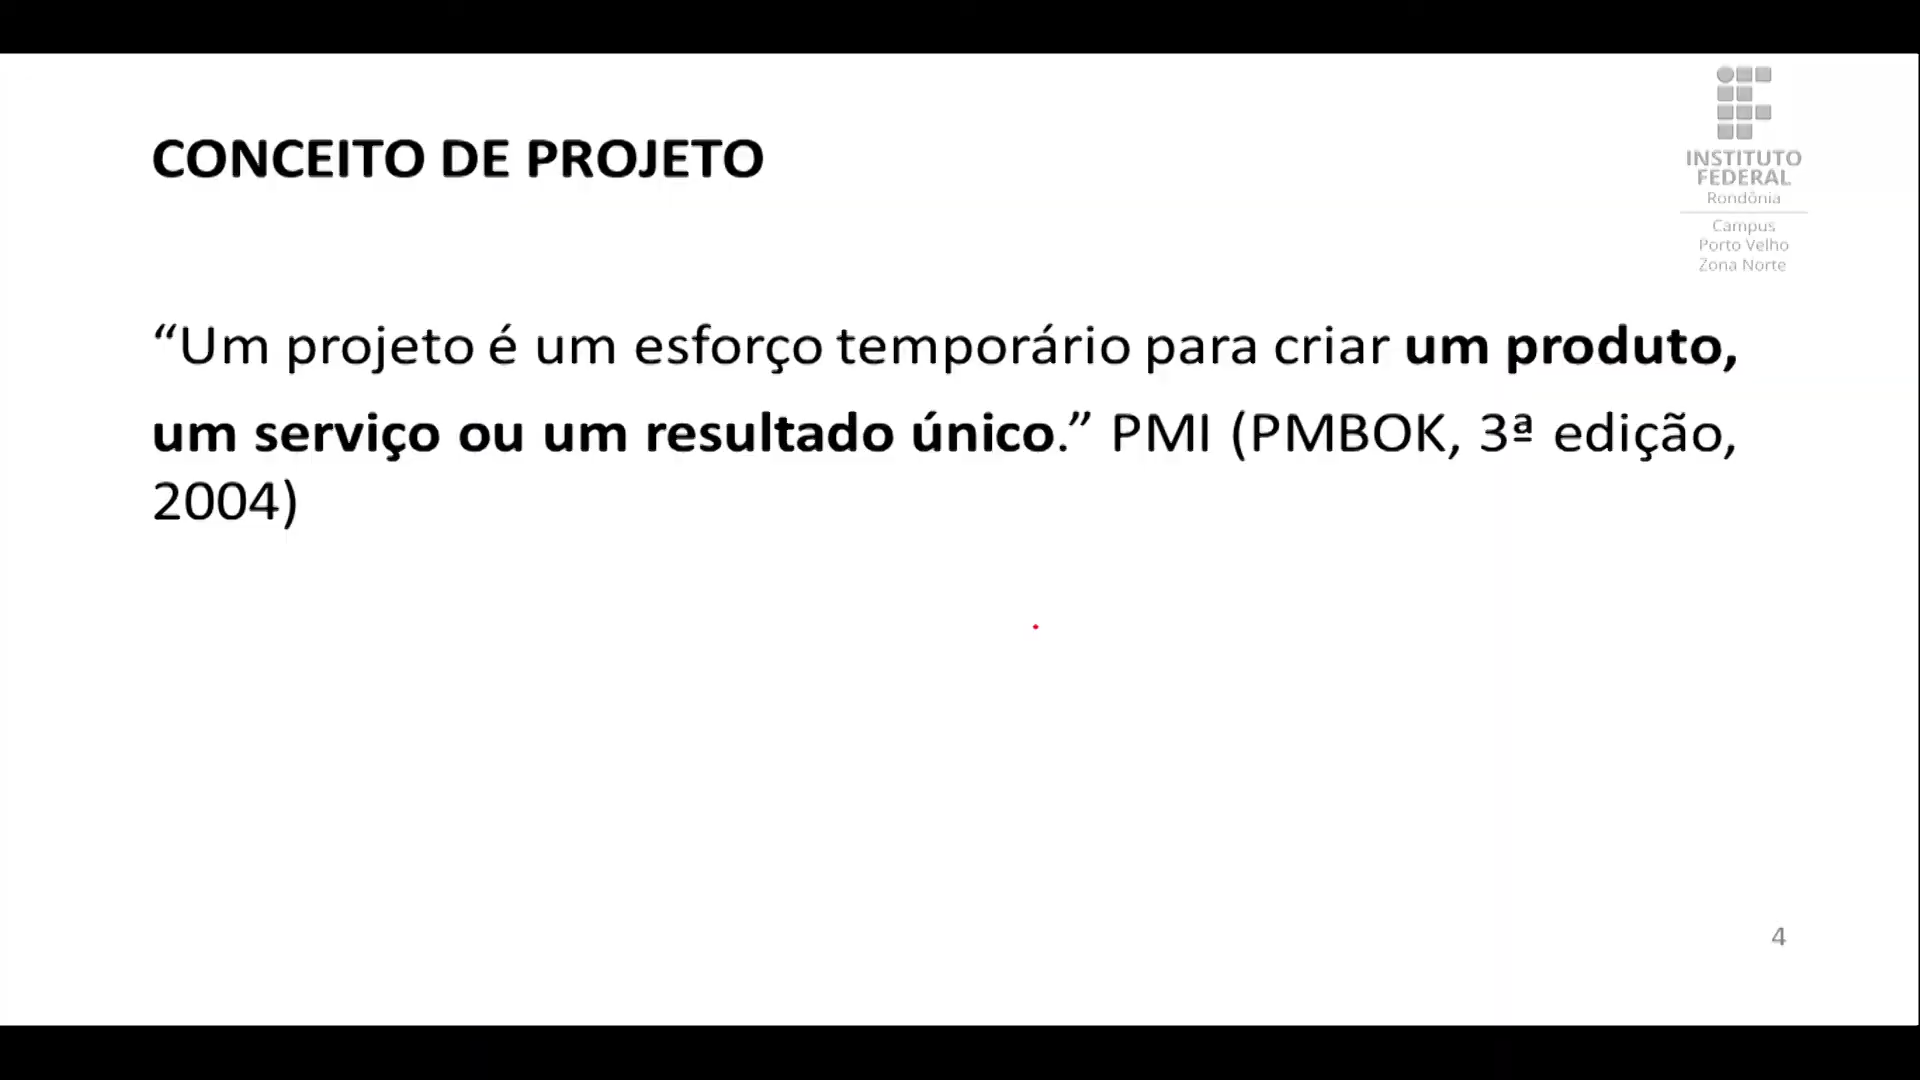 CONCEITO DE PROJETO
INSTITUTO
FEDERAL
Rondônia
Campus
Porto Velho
Zona Norte
“Um projeto é um esforço temporário para criar um produto,
um serviço ou um resultado único.” PMI (PMBOK, 3ª edição,
2004)
4